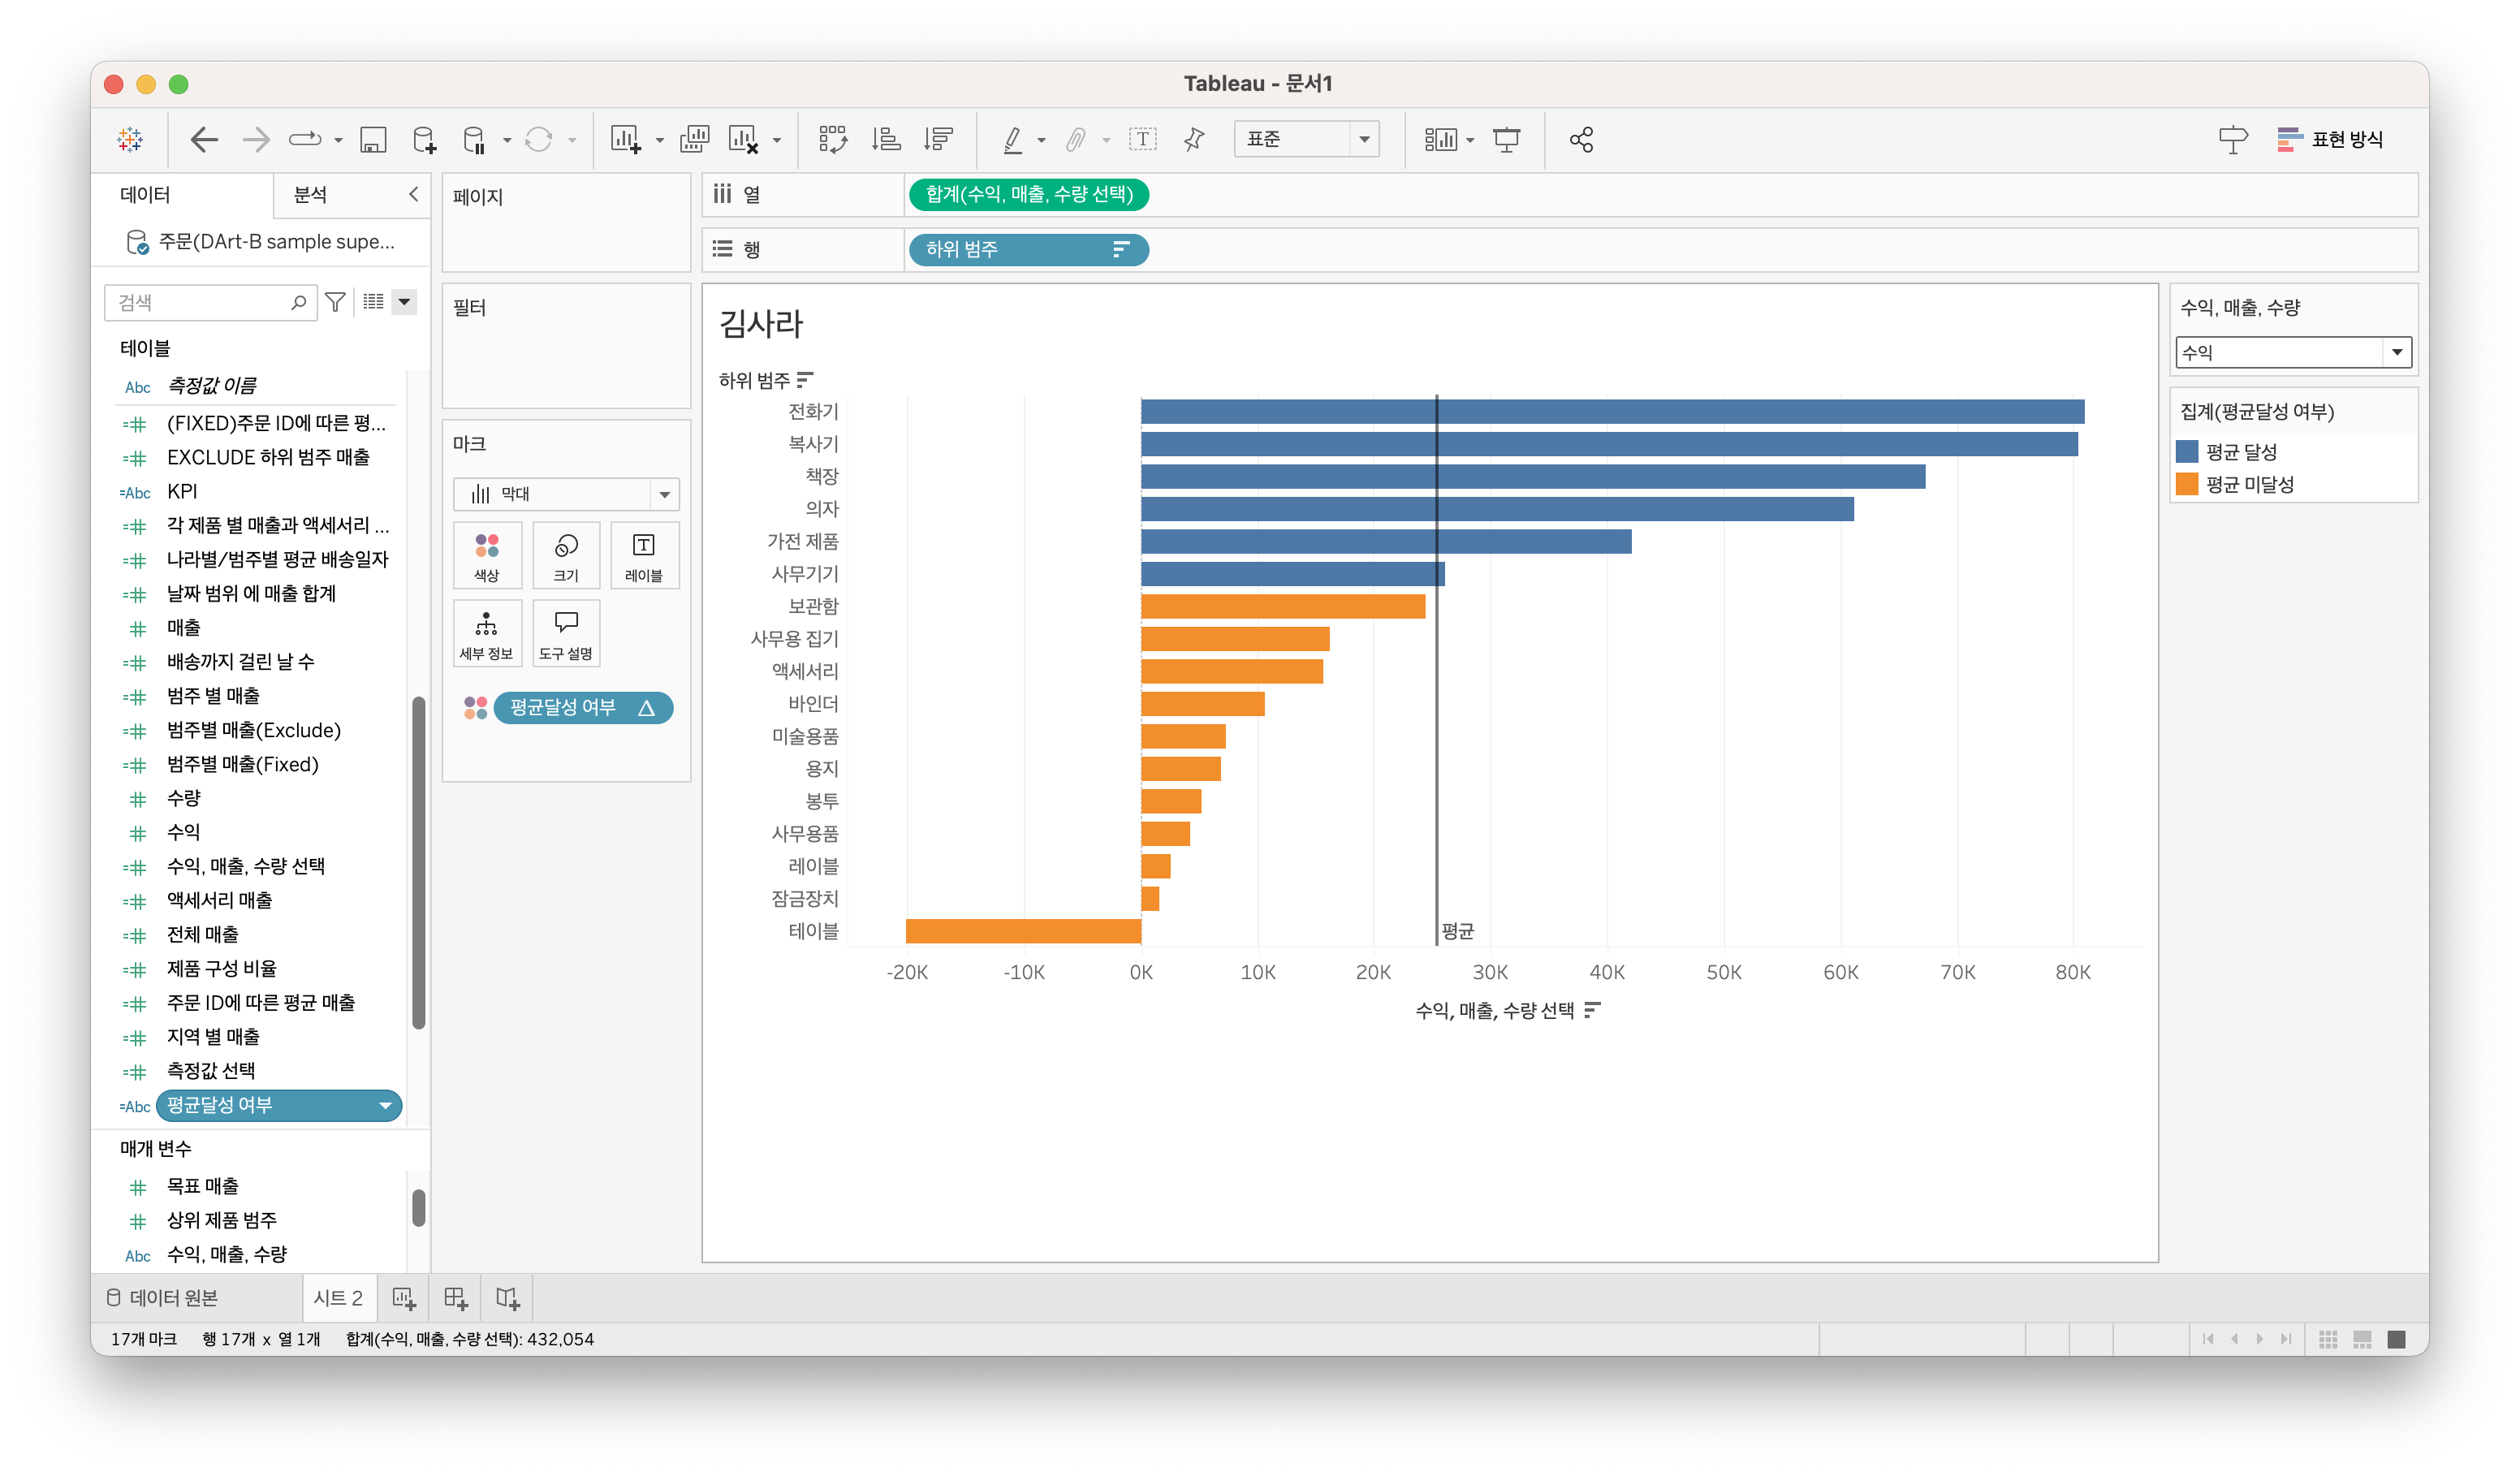 Tableau - 문서1
표준
표현 방식
데이터
분석
주문(DArt-B sample supe...
검색
테이블
Abc 측정값 이름
(FIXED)주문 ID에 따른 평...
EXCLUDE 하위 범주 매출
=Abc KPI
각 제품 별 매출과 액세서리 ...
나라별/범주별 평균 배송일자
날짜 범위 에 매출 합계
매출
배송까지 걸린 날 수
범주 별 매출
범주별 매출(Exclude)
범주별 매출(Fixed)
수량
수익
수익, 매출, 수량 선택
액세서리 매출
전체 매출
제품 구성 비율
주문 ID에 따른 평균 매출
지역 별 매출
측정값 선택
=Abc 평균달성 여부
매개 변수
목표 매출
상위 제품 범주
Abc 수익, 매출, 수량
페이지
필터
마크
막대
색상
크기
레이블
세부 정보
도구 설명
평균달성 여부
열
합계(수익, 매출, 수량 선택)
행
하위 범주
김사라
하위 범주
전화기
복사기
책장
의자
가전 제품
사무기기
보관함
사무용 집기
액세서리
바인더
미술용품
용지
봉투
사무용품
레이블
잠금장치
테이블
평균
-20K -10K 0K 10K 20K 30K 40K 50K 60K 70K 80K
수익, 매출, 수량 선택
수익, 매출, 수량
수익
집계(평균달성 여부)
평균 달성
평균 미달성
데이터 원본
시트 2
17개 마크 행 17개 x 열 1개 합계(수익, 매출, 수량 선택): 432,054